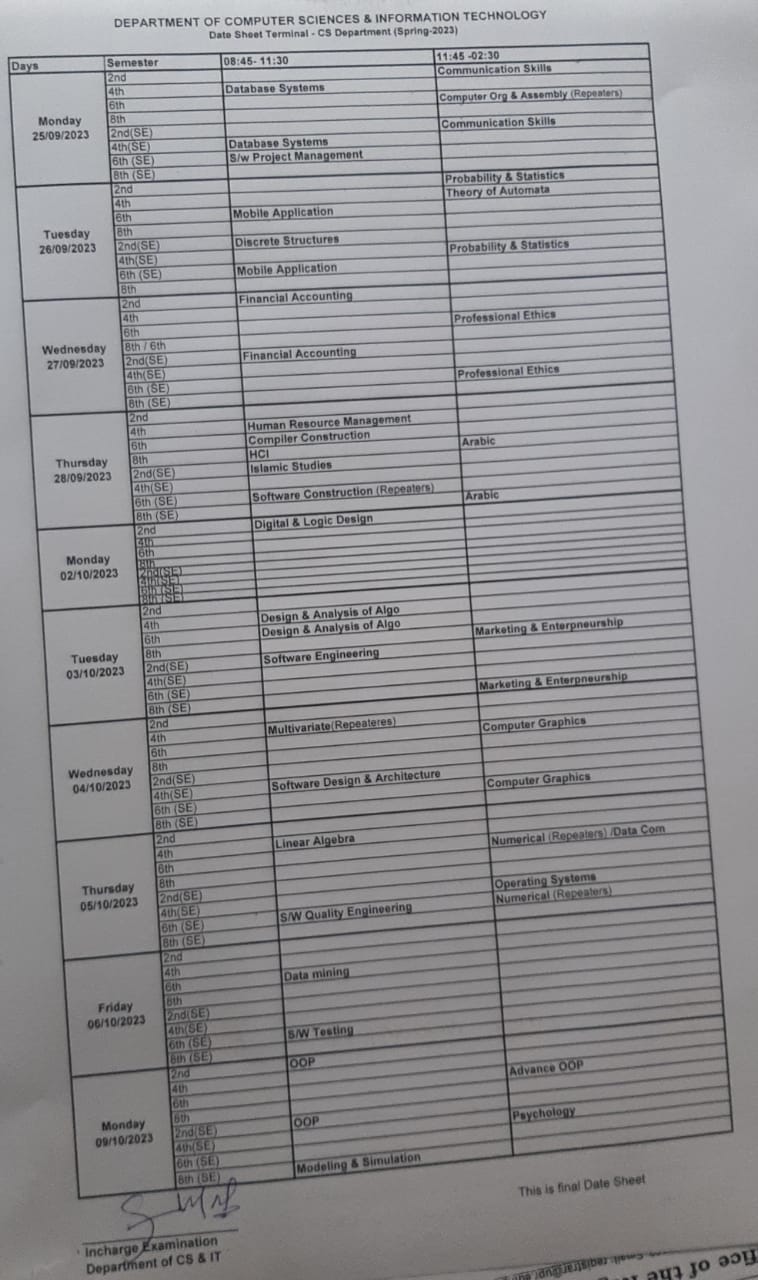 DEPARTMENT OF COMPUTER SCIENCES & INFORMATION TECHNOLOGY
Date Sheet Terminal - CS Department (Spring-2023)
Days Semester 08:45- 11:30 11:45 -02:30
Monday 25/09/2023
2nd Communication Skills
4th Database Systems
6th Computer Org & Assembly (Repeaters)
8th
2nd(SE) Communication Skills
4th(SE) Database Systems
6th (SE) S/w Project Management
8th (SE)
Tuesday 26/09/2023
2nd Probability & Statistics
4th Theory of Automata
6th Mobile Application
8th
2nd(SE) Discrete Structures
4th(SE) Probability & Statistics
6th (SE) Mobile Application
8th
Wednesday 27/09/2023
2nd Financial Accounting
4th
6th Professional Ethics
8th / 6th
2nd(SE) Financial Accounting
4th(SE)
6th (SE) Professional Ethics
8th (SE)
Thursday 28/09/2023
2nd
4th Human Resource Management
6th Compiler Construction
8th HCI Arabic
2nd(SE) Islamic Studies
4th(SE)
6th (SE) Software Construction (Repeaters)
8th (SE) Arabic
Monday 02/10/2023
2nd Digital & Logic Design
4th
6th
8th
2nd(SE)
4th(SE)
6th (SE)
8th (SE)
Tuesday 03/10/2023
2nd
4th Design & Analysis of Algo
6th Design & Analysis of Algo
8th Marketing & Enterpneurship
2nd(SE) Software Engineering
4th(SE)
6th (SE)
8th (SE) Marketing & Enterpneurship
Wednesday 04/10/2023
2nd
4th Multivariate(Repeateres)
6th Computer Graphics
8th
2nd(SE)
4th(SE) Software Design & Architecture
6th (SE) Computer Graphics
8th (SE)
Thursday 05/10/2023
2nd
4th Linear Algebra
6th Numerical (Repeaters) /Data Com
8th
2nd(SE)
4th(SE) Operating Systems
6th (SE) S/W Quality Engineering Numerical (Repeaters)
8th (SE)
Friday 06/10/2023
2nd
4th
6th Data mining
8th
2nd(SE)
4th(SE)
6th (SE) S/W Testing
8th (SE)
Monday 09/10/2023
2nd OOP
4th
6th Advance OOP
8th
2nd(SE) OOP
4th(SE) Psychology
6th (SE)
8th (SE) Modeling & Simulation
This is final Date Sheet
Incharge Examination
Department of CS & IT
fice of the